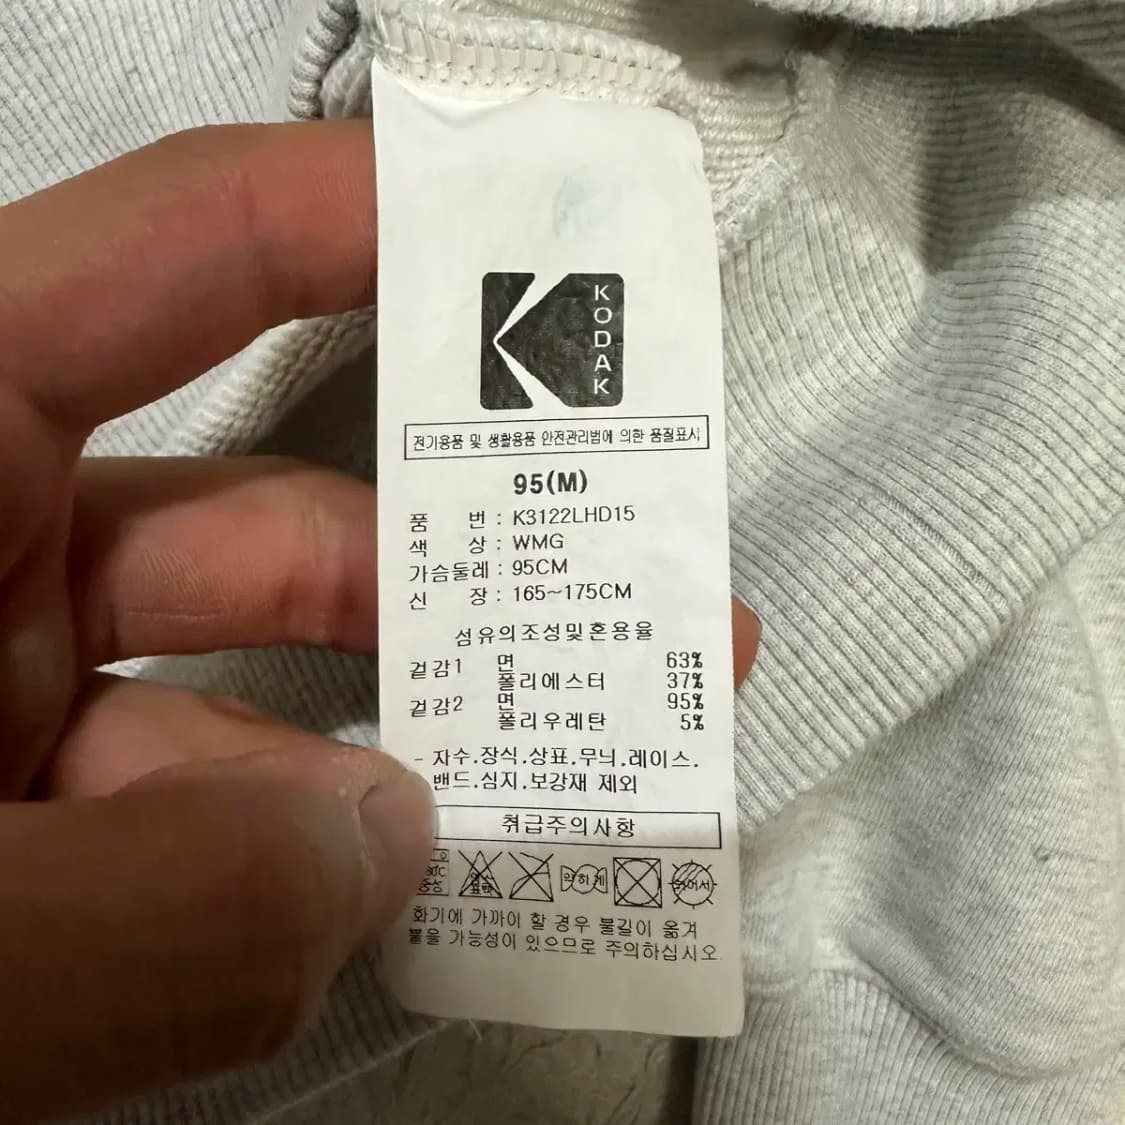 KODAK
전기용품 및 생활용품 안전관리법에 의한 품질표시
95(M)
품 번 : K3122LHD15
색 상 : WMG
가슴둘레 : 95CM
신 장 : 165~175CM
섬유의조성및혼용율
겉감1 면 63%
폴리에스터 37%
겉감2 면 95%
폴리우레탄 5%
- 자수.장식.상표.무늬.레이스.
밴드.심지.보강재 제외
취급주의사항
중성 약하게
화기에 가까이 할 경우 불길이 옮겨
붙을 가능성이 있으므로 주의하십시오.